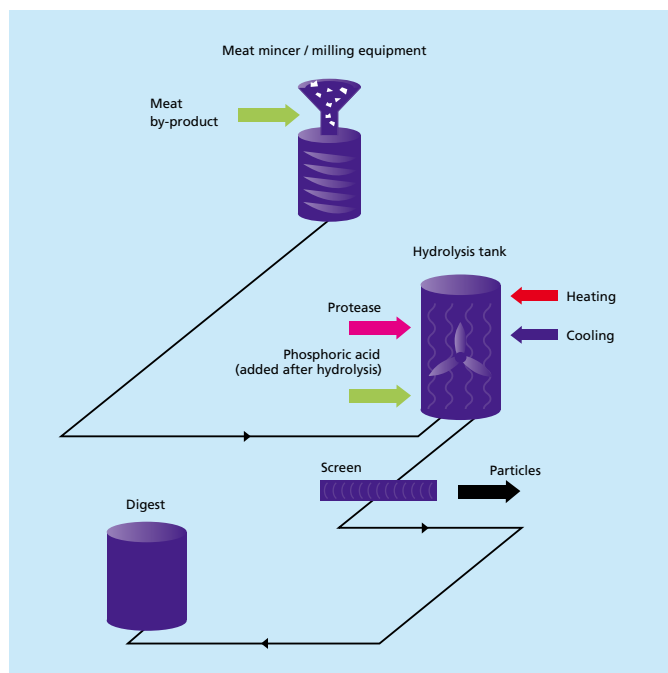 Meat mincer / milling equipment
Meat
by-product
Hydrolysis tank
Heating
Protease
Cooling
Phosphoric acid
(added after hydrolysis)
Screen
Particles
Digest